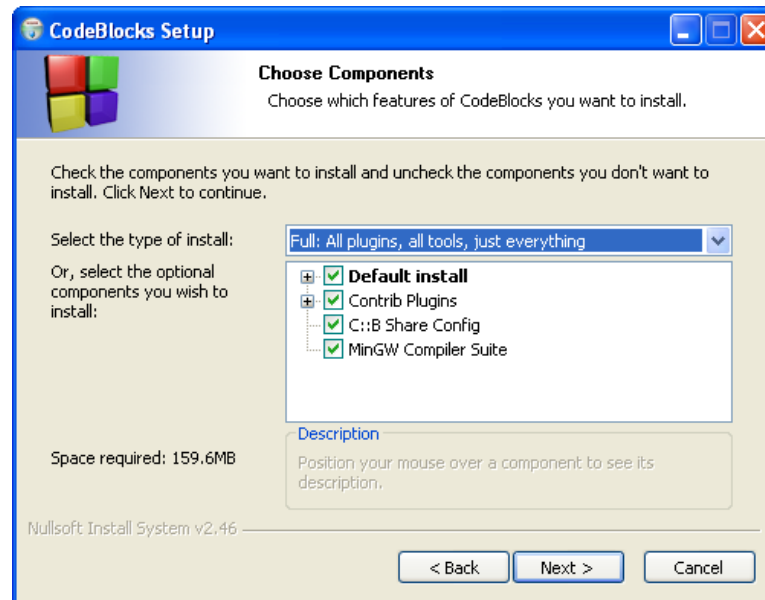 CodeBlocks Setup
Choose Components
Choose which features of CodeBlocks you want to install.
Check the components you want to install and uncheck the components you don't want to
install. Click Next to continue.
Select the type of install:
Full: All plugins, all tools, just everything
Or, select the optional
components you wish to
install:
Default install
Contrib Plugins
C::B Share Config
MinGW Compiler Suite
Space required: 159.6MB
Description
Position your mouse over a component to see its
description.
Nullsoft Install System v2.46
< Back
Next >
Cancel